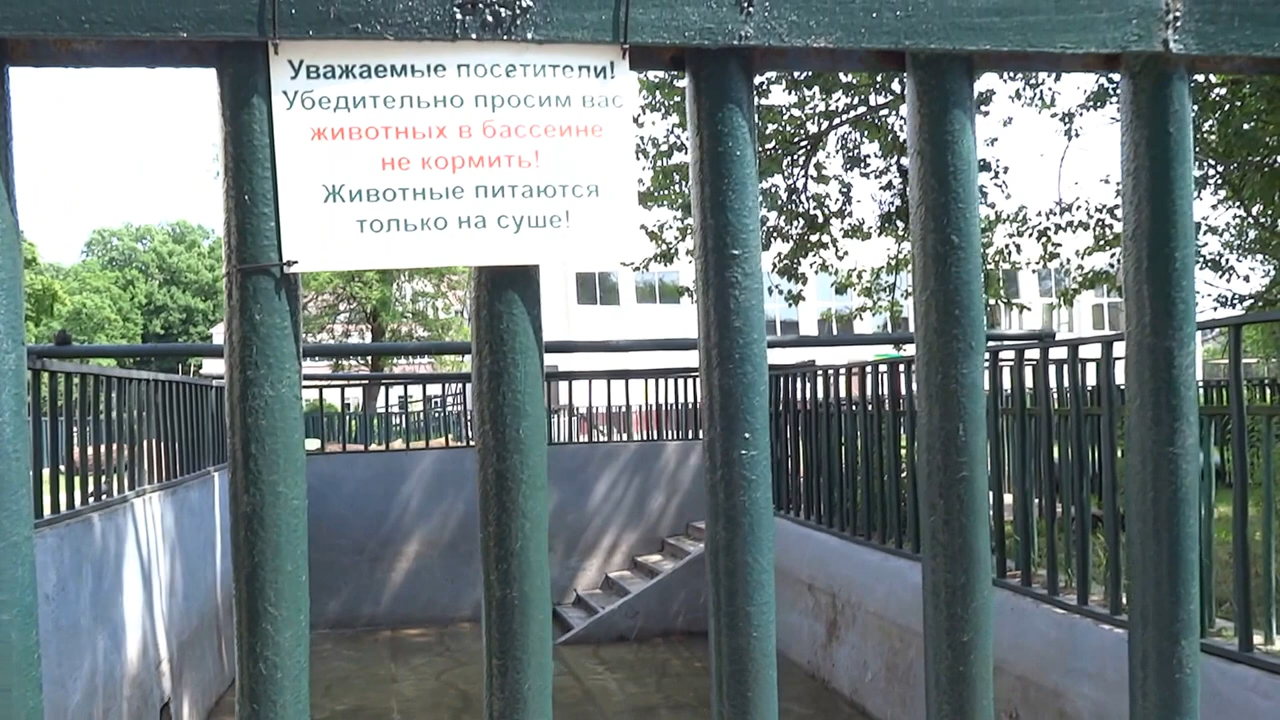 Уважаемые посетители!
Убедительно просим вас
животных в бассейне
не кормить!
Животные питаются
только на суше!